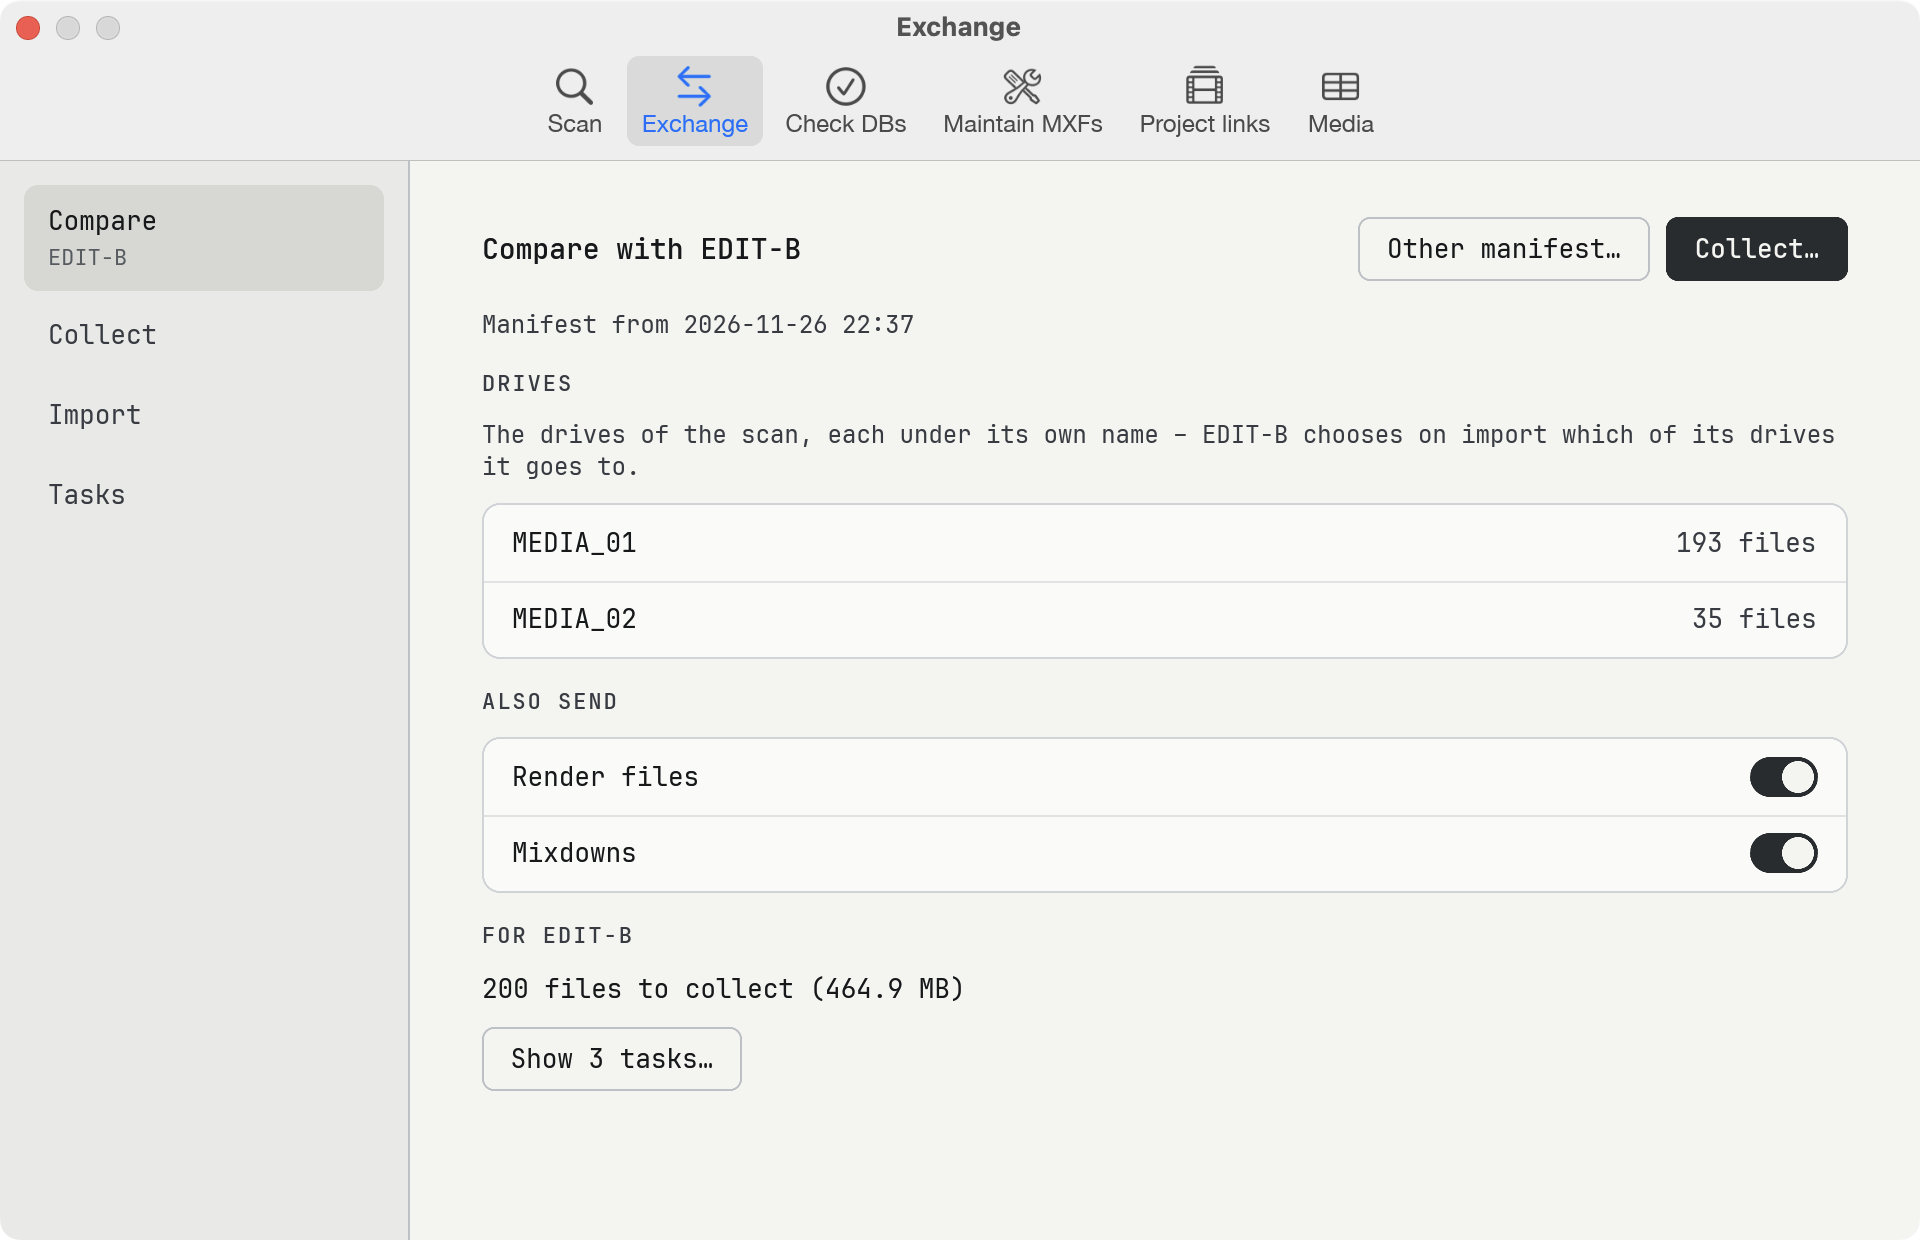 Exchange
Scan
Exchange
Check DBs
Maintain MXFs
Project links
Media
Compare
EDIT-B
Collect
Import
Tasks
Compare with EDIT-B
Other manifest…
Collect…
Manifest from 2026-11-26 22:37
DRIVES
The drives of the scan, each under its own name – EDIT-B chooses on import which of its drives
it goes to.
MEDIA_01
193 files
MEDIA_02
35 files
ALSO SEND
Render files
Mixdowns
FOR EDIT-B
200 files to collect (464.9 MB)
Show 3 tasks…